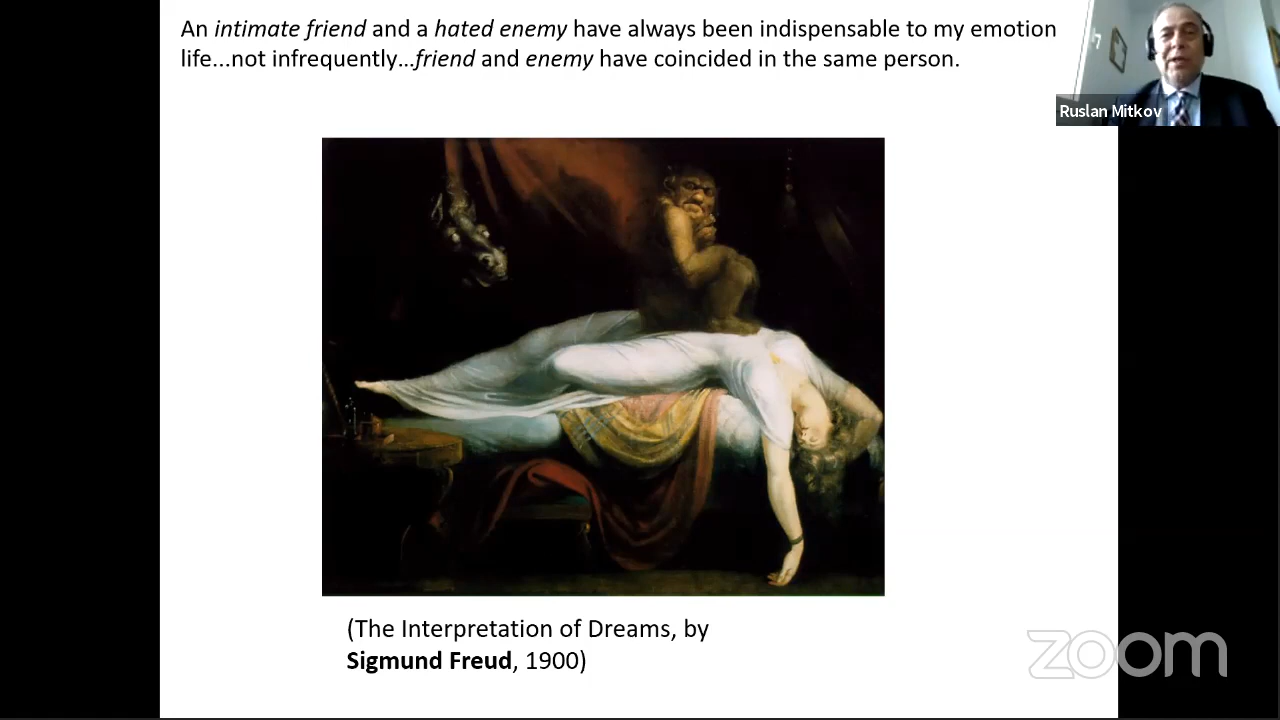 An intimate friend and a hated enemy have always been indispensable to my emotion
life...not infrequently…friend and enemy have coincided in the same person.
Ruslan Mitkov
(The Interpretation of Dreams, by
Sigmund Freud, 1900)
zoom